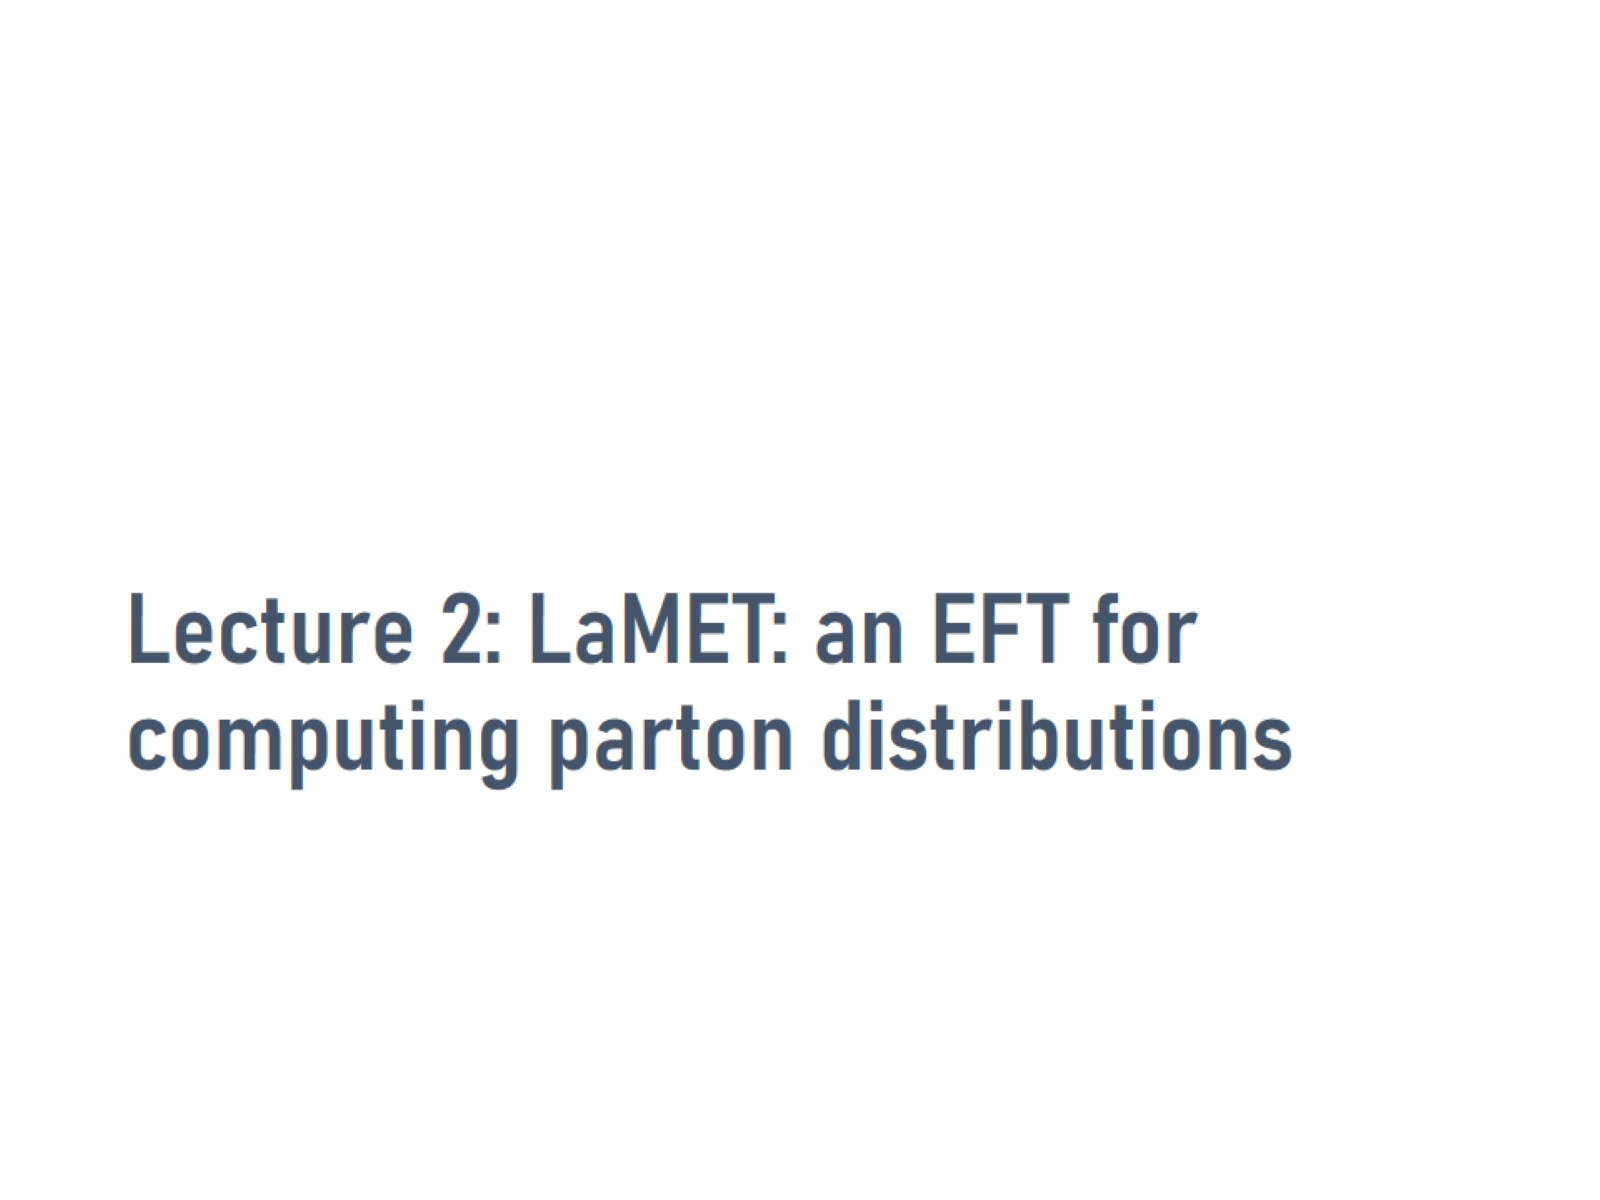 Lecture 2: LaMET: an EFT for
computing parton distributions